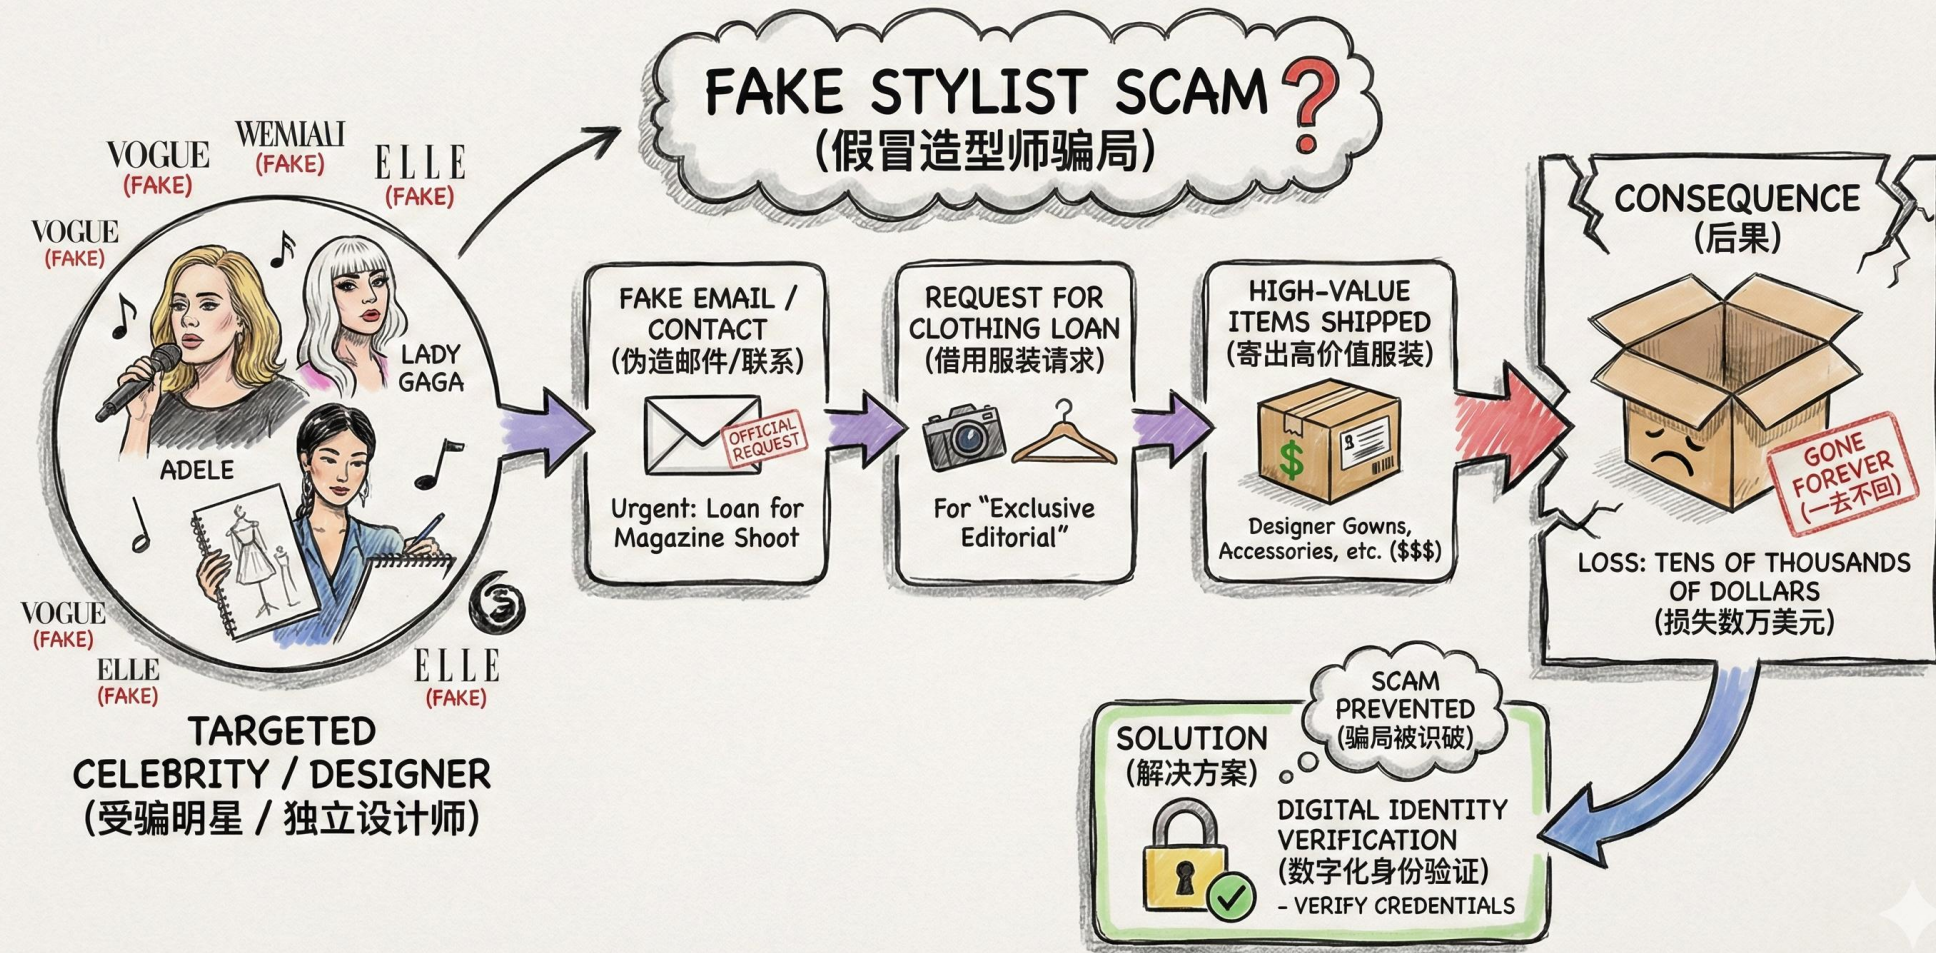 FAKE STYLIST SCAM?
(假冒造型师骗局)
VOGUE
(FAKE)
WEMIALI
(FAKE)
ELLE
(FAKE)
VOGUE
(FAKE)
LADY
GAGA
ADELE
VOGUE
(FAKE)
ELLE
(FAKE)
ELLE
(FAKE)
TARGETED
CELEBRITY / DESIGNER
(受骗明星 / 独立设计师)
FAKE EMAIL /
CONTACT
(伪造邮件/联系)
OFFICIAL
REQUEST
Urgent: Loan for
Magazine Shoot
REQUEST FOR
CLOTHING LOAN
(借用服装请求)
For “Exclusive
Editorial”
HIGH-VALUE
ITEMS SHIPPED
(寄出高价值服装)
$
Designer Gowns,
Accessories, etc. ($$$)
CONSEQUENCE
(后果)
GONE
FOREVER
(一去不回)
LOSS: TENS OF THOUSANDS
OF DOLLARS
(损失数万美元)
SCAM
PREVENTED
(骗局被识破)
SOLUTION
(解决方案)
DIGITAL IDENTITY
VERIFICATION
(数字化身份验证)
- VERIFY CREDENTIALS